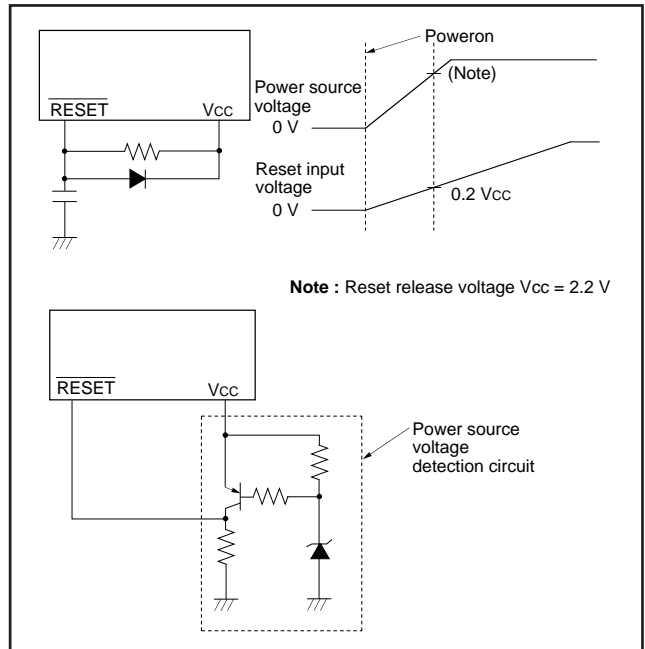 Poweron
(Note)
RESET
VCC
Power source
voltage
0 V
Reset input
voltage
0 V
0.2 VCC
Note : Reset release voltage Vcc = 2.2 V
RESET
VCC
Power source
voltage
detection circuit